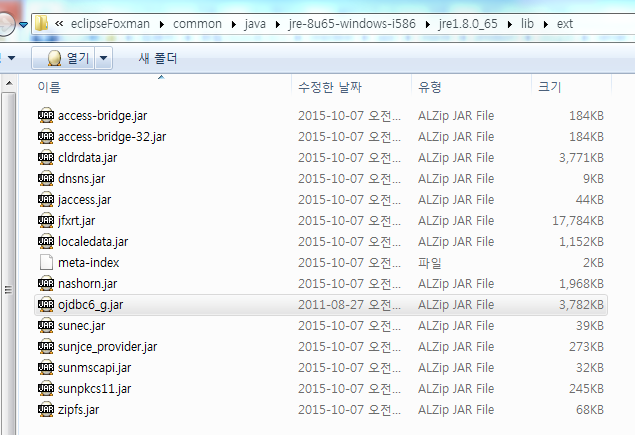 « eclipseFoxman ▸ common ▸ java ▸ jre-8u65-windows-i586 ▸ jre1.8.0_65 ▸ lib ▸ ext
열기 새 폴더
이름 수정한 날짜 유형 크기
access-bridge.jar 2015-10-07 오전... ALZip JAR File 184KB
access-bridge-32.jar 2015-10-07 오전... ALZip JAR File 184KB
cldrdata.jar 2015-10-07 오전... ALZip JAR File 3,771KB
dnsns.jar 2015-10-07 오전... ALZip JAR File 9KB
jaccess.jar 2015-10-07 오전... ALZip JAR File 44KB
jfxrt.jar 2015-10-07 오전... ALZip JAR File 17,784KB
localedata.jar 2015-10-07 오전... ALZip JAR File 1,152KB
meta-index 2015-10-07 오전... 파일 2KB
nashorn.jar 2015-10-07 오전... ALZip JAR File 1,968KB
ojdbc6_g.jar 2011-08-27 오전... ALZip JAR File 3,782KB
sunec.jar 2015-10-07 오전... ALZip JAR File 39KB
sunjce_provider.jar 2015-10-07 오전... ALZip JAR File 273KB
sunmscapi.jar 2015-10-07 오전... ALZip JAR File 32KB
sunpkcs11.jar 2015-10-07 오전... ALZip JAR File 245KB
zipfs.jar 2015-10-07 오전... ALZip JAR File 68KB